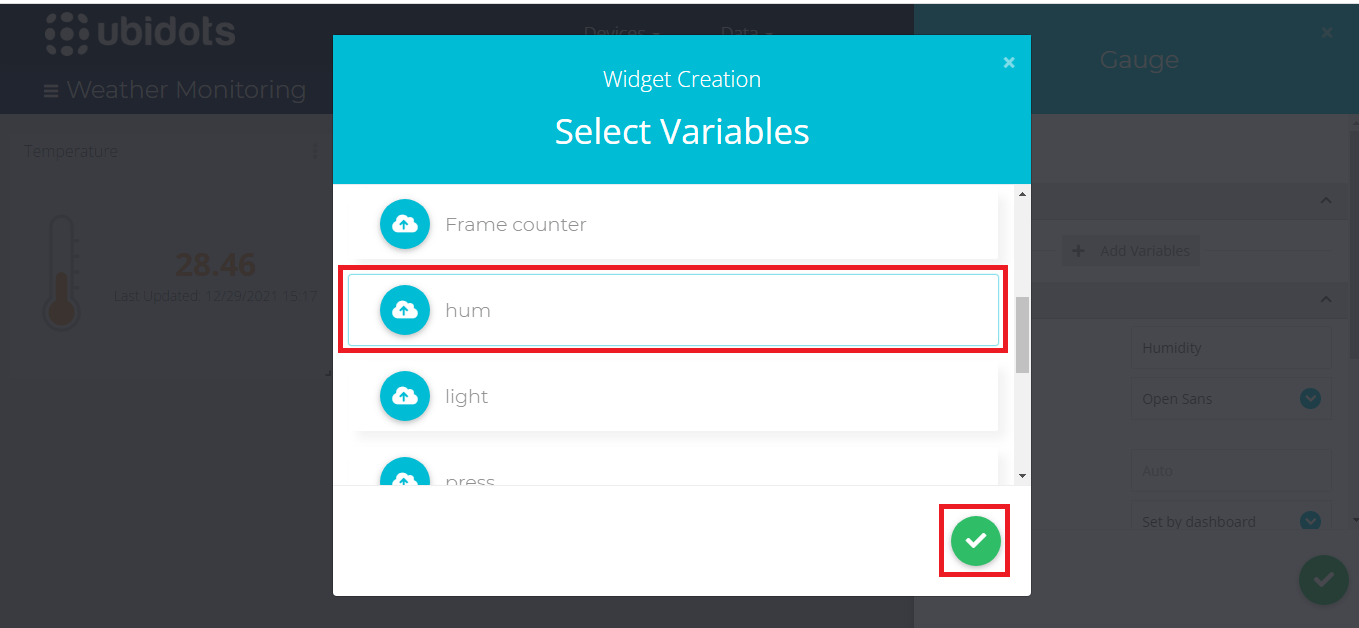 ubidots
Devices
Data
Gauge
Weather Monitoring
Widget Creation
Select Variables
Temperature
28.46
Last Updated: 12/29/2021 15:17
Frame counter
hum
light
press
Add Variables
Humidity
Open Sans
Auto
Set by dashboard